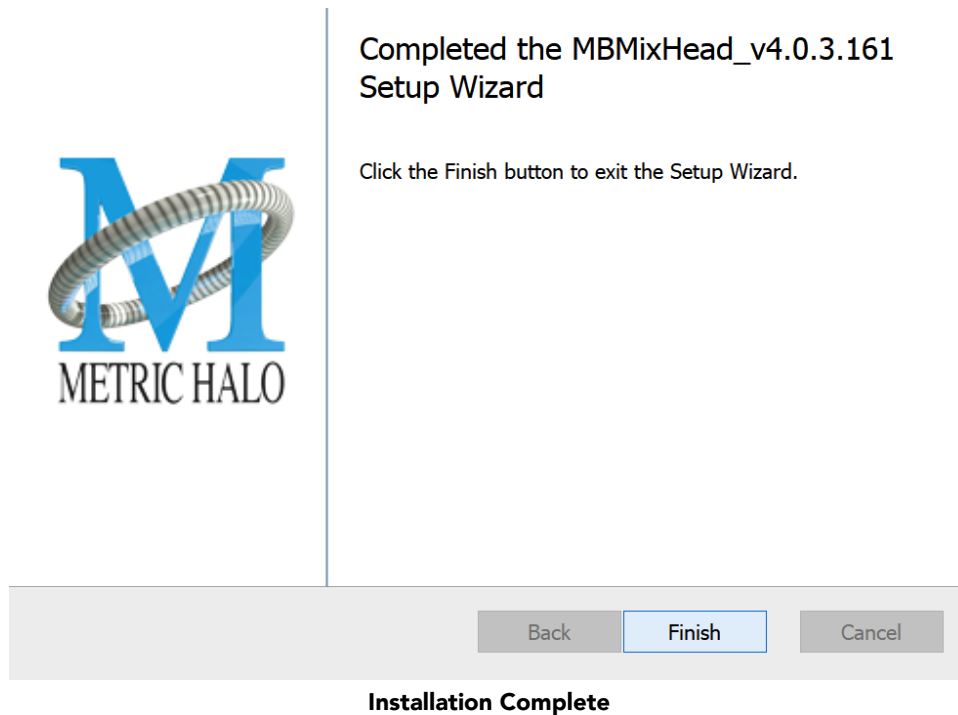 Completed the MBMixHead_v4.0.3.161
Setup Wizard
Click the Finish button to exit the Setup Wizard.
METRIC HALO
Back
Finish
Cancel
Installation Complete